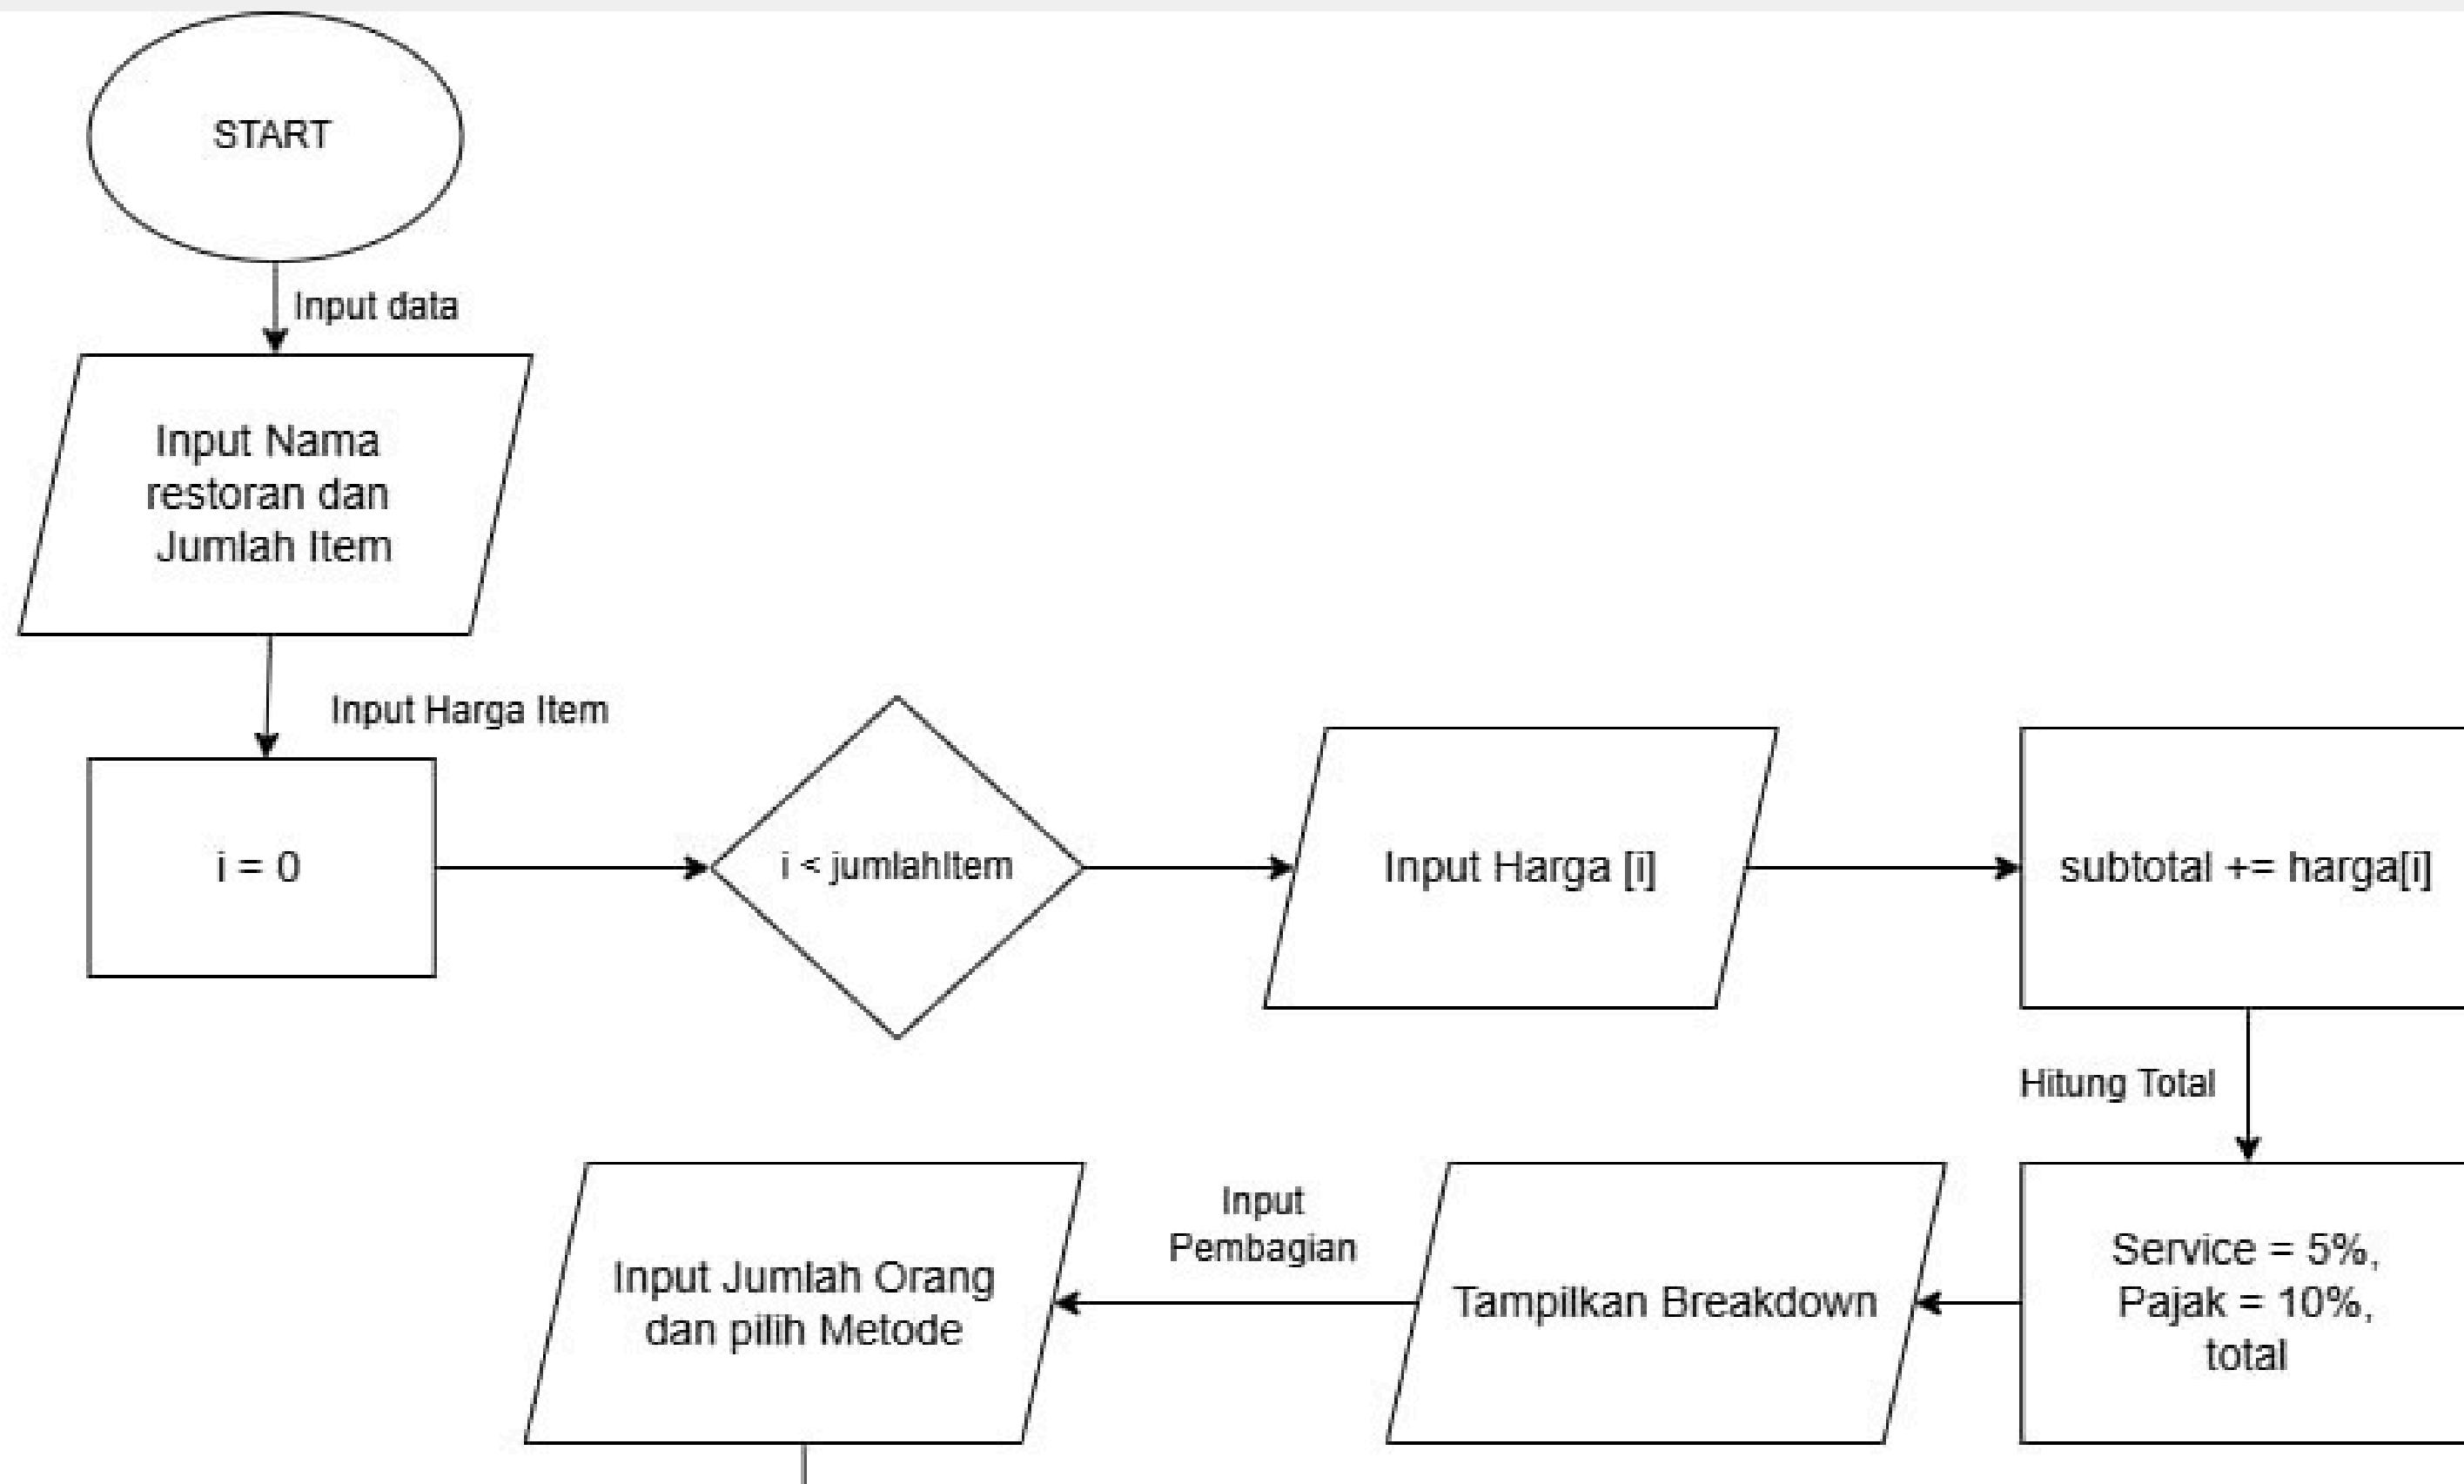 START
Input data
Input Nama
restoran dan
Jumlah Item
Input Harga Item
i = 0
i < jumlahItem
Input Harga [i]
subtotal += harga[i]
Hitung Total
Service = 5%,
Pajak = 10%,
total
Tampilkan Breakdown
Input
Pembagian
Input Jumlah Orang
dan pilih Metode